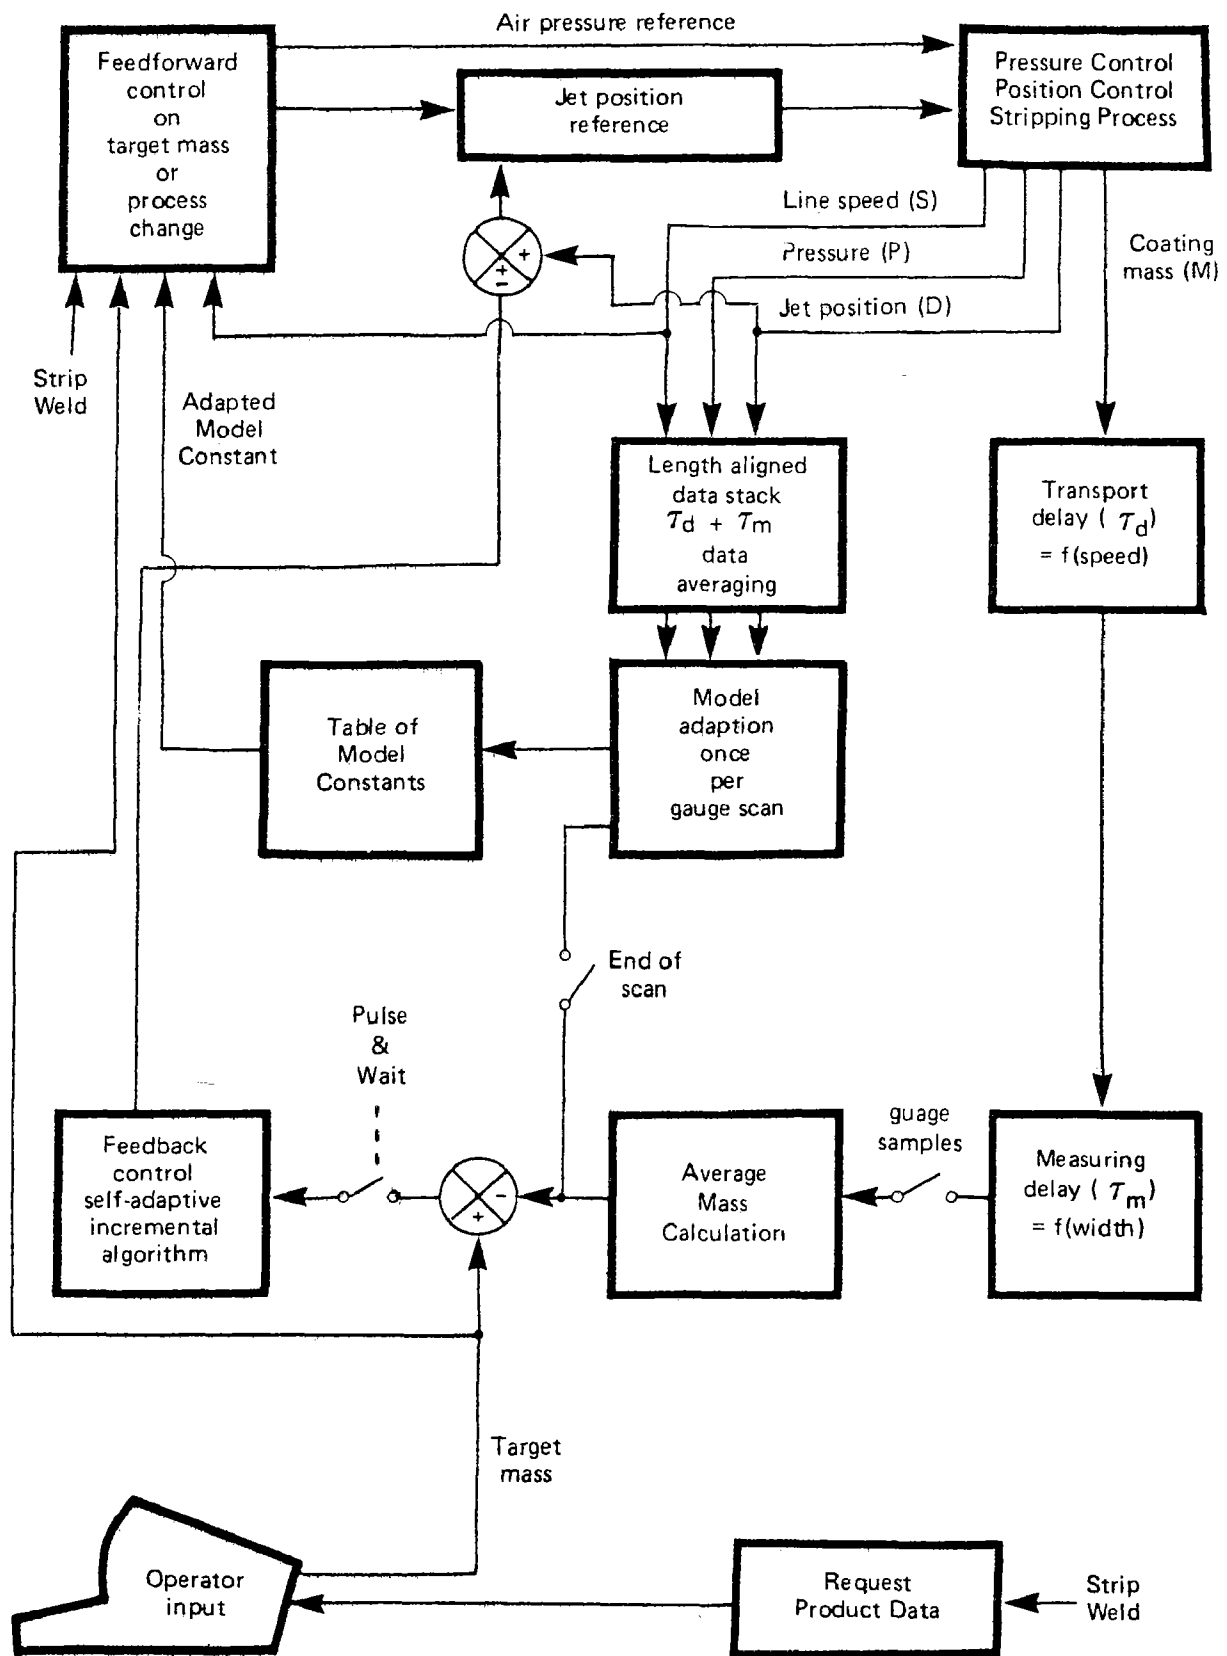 Air pressure reference
Feedforward
control
on
target mass
or
process
change
Jet position
reference
Pressure Control
Position Control
Stripping Process
Line speed (S)
Pressure (P)
Jet position (D)
Coating
mass (M)
+
+
-
Strip
Weld
Adapted
Model
Constant
Length aligned
data stack
τd + τm
data
averaging
Transport
delay ( τd)
= f(speed)
Table of
Model
Constants
Model
adaption
once
per
gauge scan
End of
scan
Pulse
&
Wait
Feedback
control
self-adaptive
incremental
algorithm
-
+
Average
Mass
Calculation
guage
samples
Measuring
delay ( τm)
= f(width)
Target
mass
Operator
input
Request
Product Data
Strip
Weld